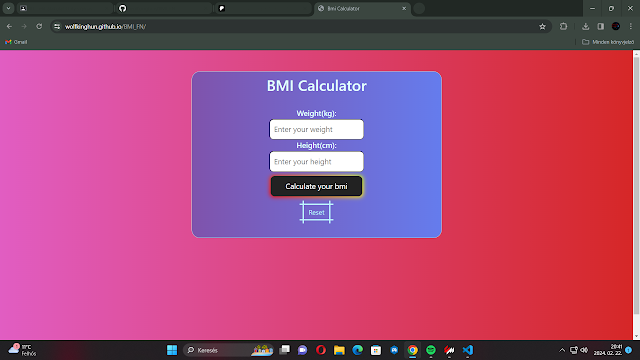 BMI Calculator
wolfkinghun.github.io/BMI_FN/
Gmail
Minden könyvjelző
BMI Calculator
Weight(kg):
Enter your weight
Height(cm):
Enter your height
Calculate your bmi
Reset
11°C
Felhős
Keresés
20:41
2024. 02. 22.